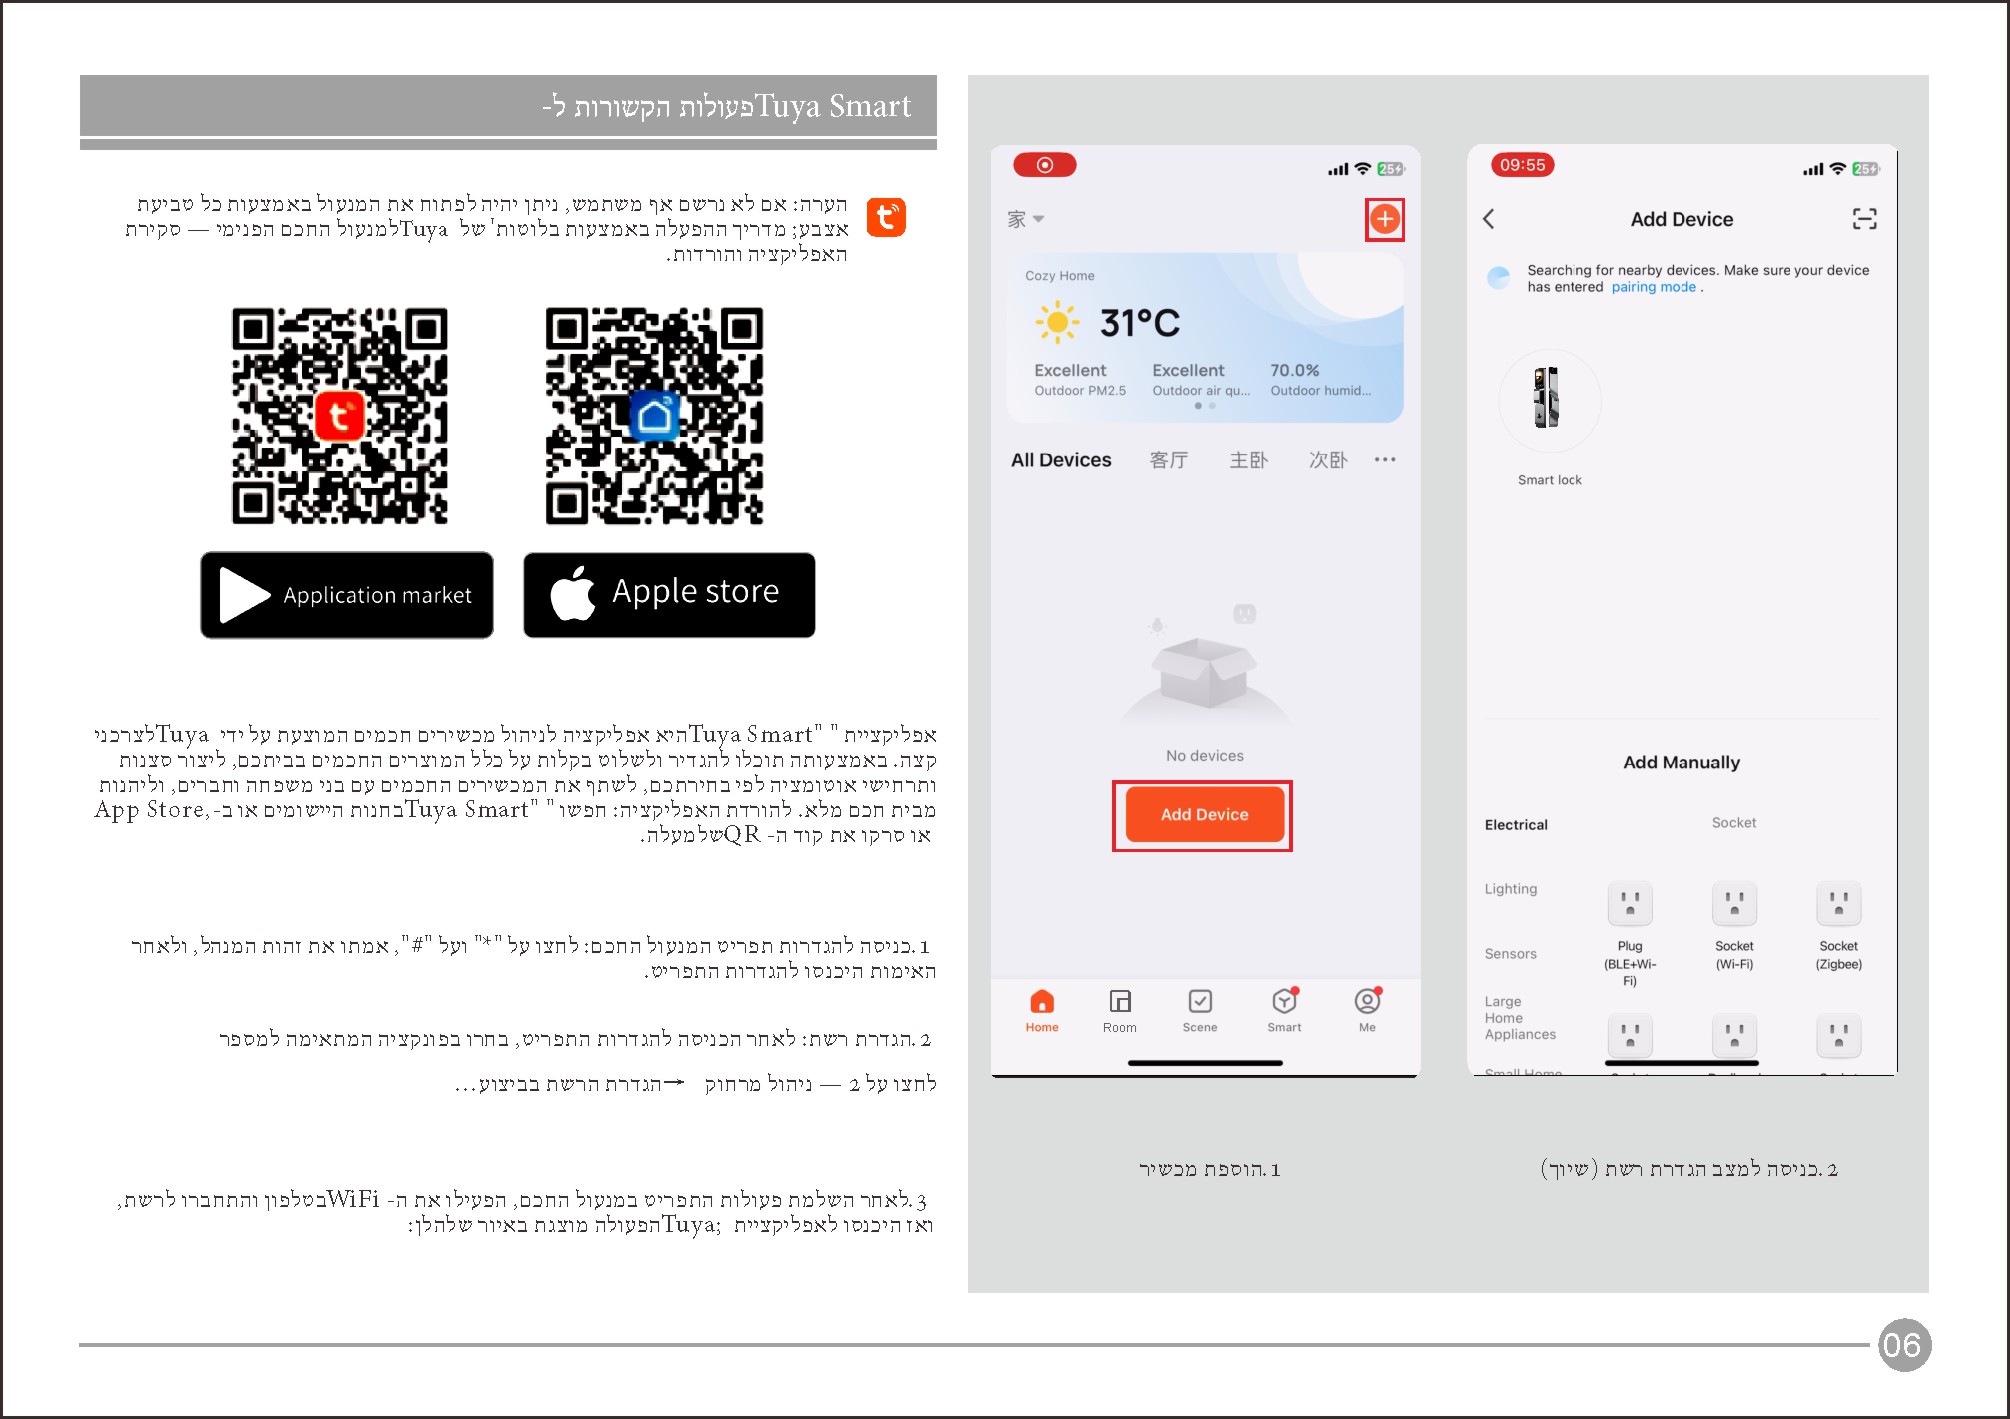 פעולות הקשורות ל-Tuya Smart
הערה: אם לא נרשם אף משתמש, ניתן יהיה לפתוח את המנעול באמצעות כל טביעת
אצבע; מדריך ההפעלה באמצעות בלוטות' של Tuya למנעול החכם הפנימי — סקירת
האפליקציה והורדות.
Application market
Apple store
אפליקציית "Tuya Smart" היא אפליקציה לניהול מכשירים חכמים המוצעת על ידי Tuya לצרכני
קצה. באמצעותה תוכלו להגדיר ולשלוט בקלות על כלל המוצרים החכמים בביתכם, ליצור סצנות
ותרחישי אוטומציה לפי בחירתכם, לשתף את המכשירים החכמים עם בני משפחה וחברים, וליהנות
מבית חכם מלא. להורדת האפליקציה: חפשו "Tuya Smart" בחנות היישומים או ב-App Store,
או סרקו את קוד ה-QR שלמעלה.
1.כניסה להגדרות תפריט המנעול החכם: לחצו על "*" ועל "#", אמתו את זהות המנהל, ולאחר
האימות היכנסו להגדרות התפריט.
2.הגדרת רשת: לאחר הכניסה להגדרות התפריט, בחרו בפונקציה המתאימה למספר
לחצו על 2 — ניהול מרחוק → הגדרת הרשת בביצוע...
3.לאחר השלמת פעולות התפריט במנעול החכם, הפעילו את ה-WiFi בטלפון והתחברו לרשת,
ואז היכנסו לאפליקציית Tuya; הפעולה מוצגת באיור שלהלן:
25
家
Cozy Home
31°C
Excellent Excellent 70.0%
Outdoor PM2.5 Outdoor air qu... Outdoor humid...
All Devices 客厅 主卧 次卧 ...
No devices
Add Device
Home Room Scene Smart Me
1.הוספת מכשיר
09:55 25
Add Device
Searching for nearby devices. Make sure your device
has entered pairing mode .
Smart lock
Add Manually
Electrical Socket
Lighting
Sensors
Plug Socket Socket
(BLE+Wi- (Wi-Fi) (Zigbee)
Fi)
Large
Home
Appliances
Small Home
2.כניסה למצב הגדרת רשת (שיוך)
06